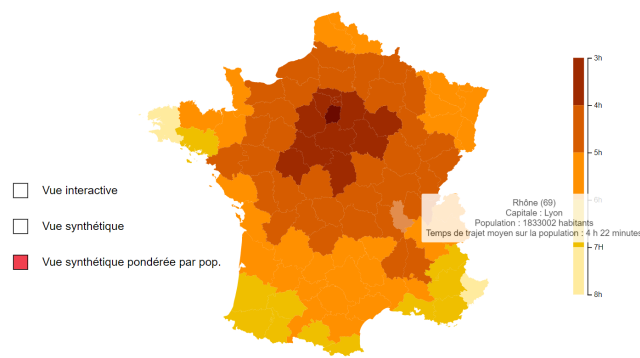 3h
4h
5h
6h
7H
8h
Vue interactive
Vue synthétique
Vue synthétique pondérée par pop.
Rhône (69)
Capitale : Lyon
Population : 1833002 habitants
Temps de trajet moyen sur la population : 4 h 22 minutes